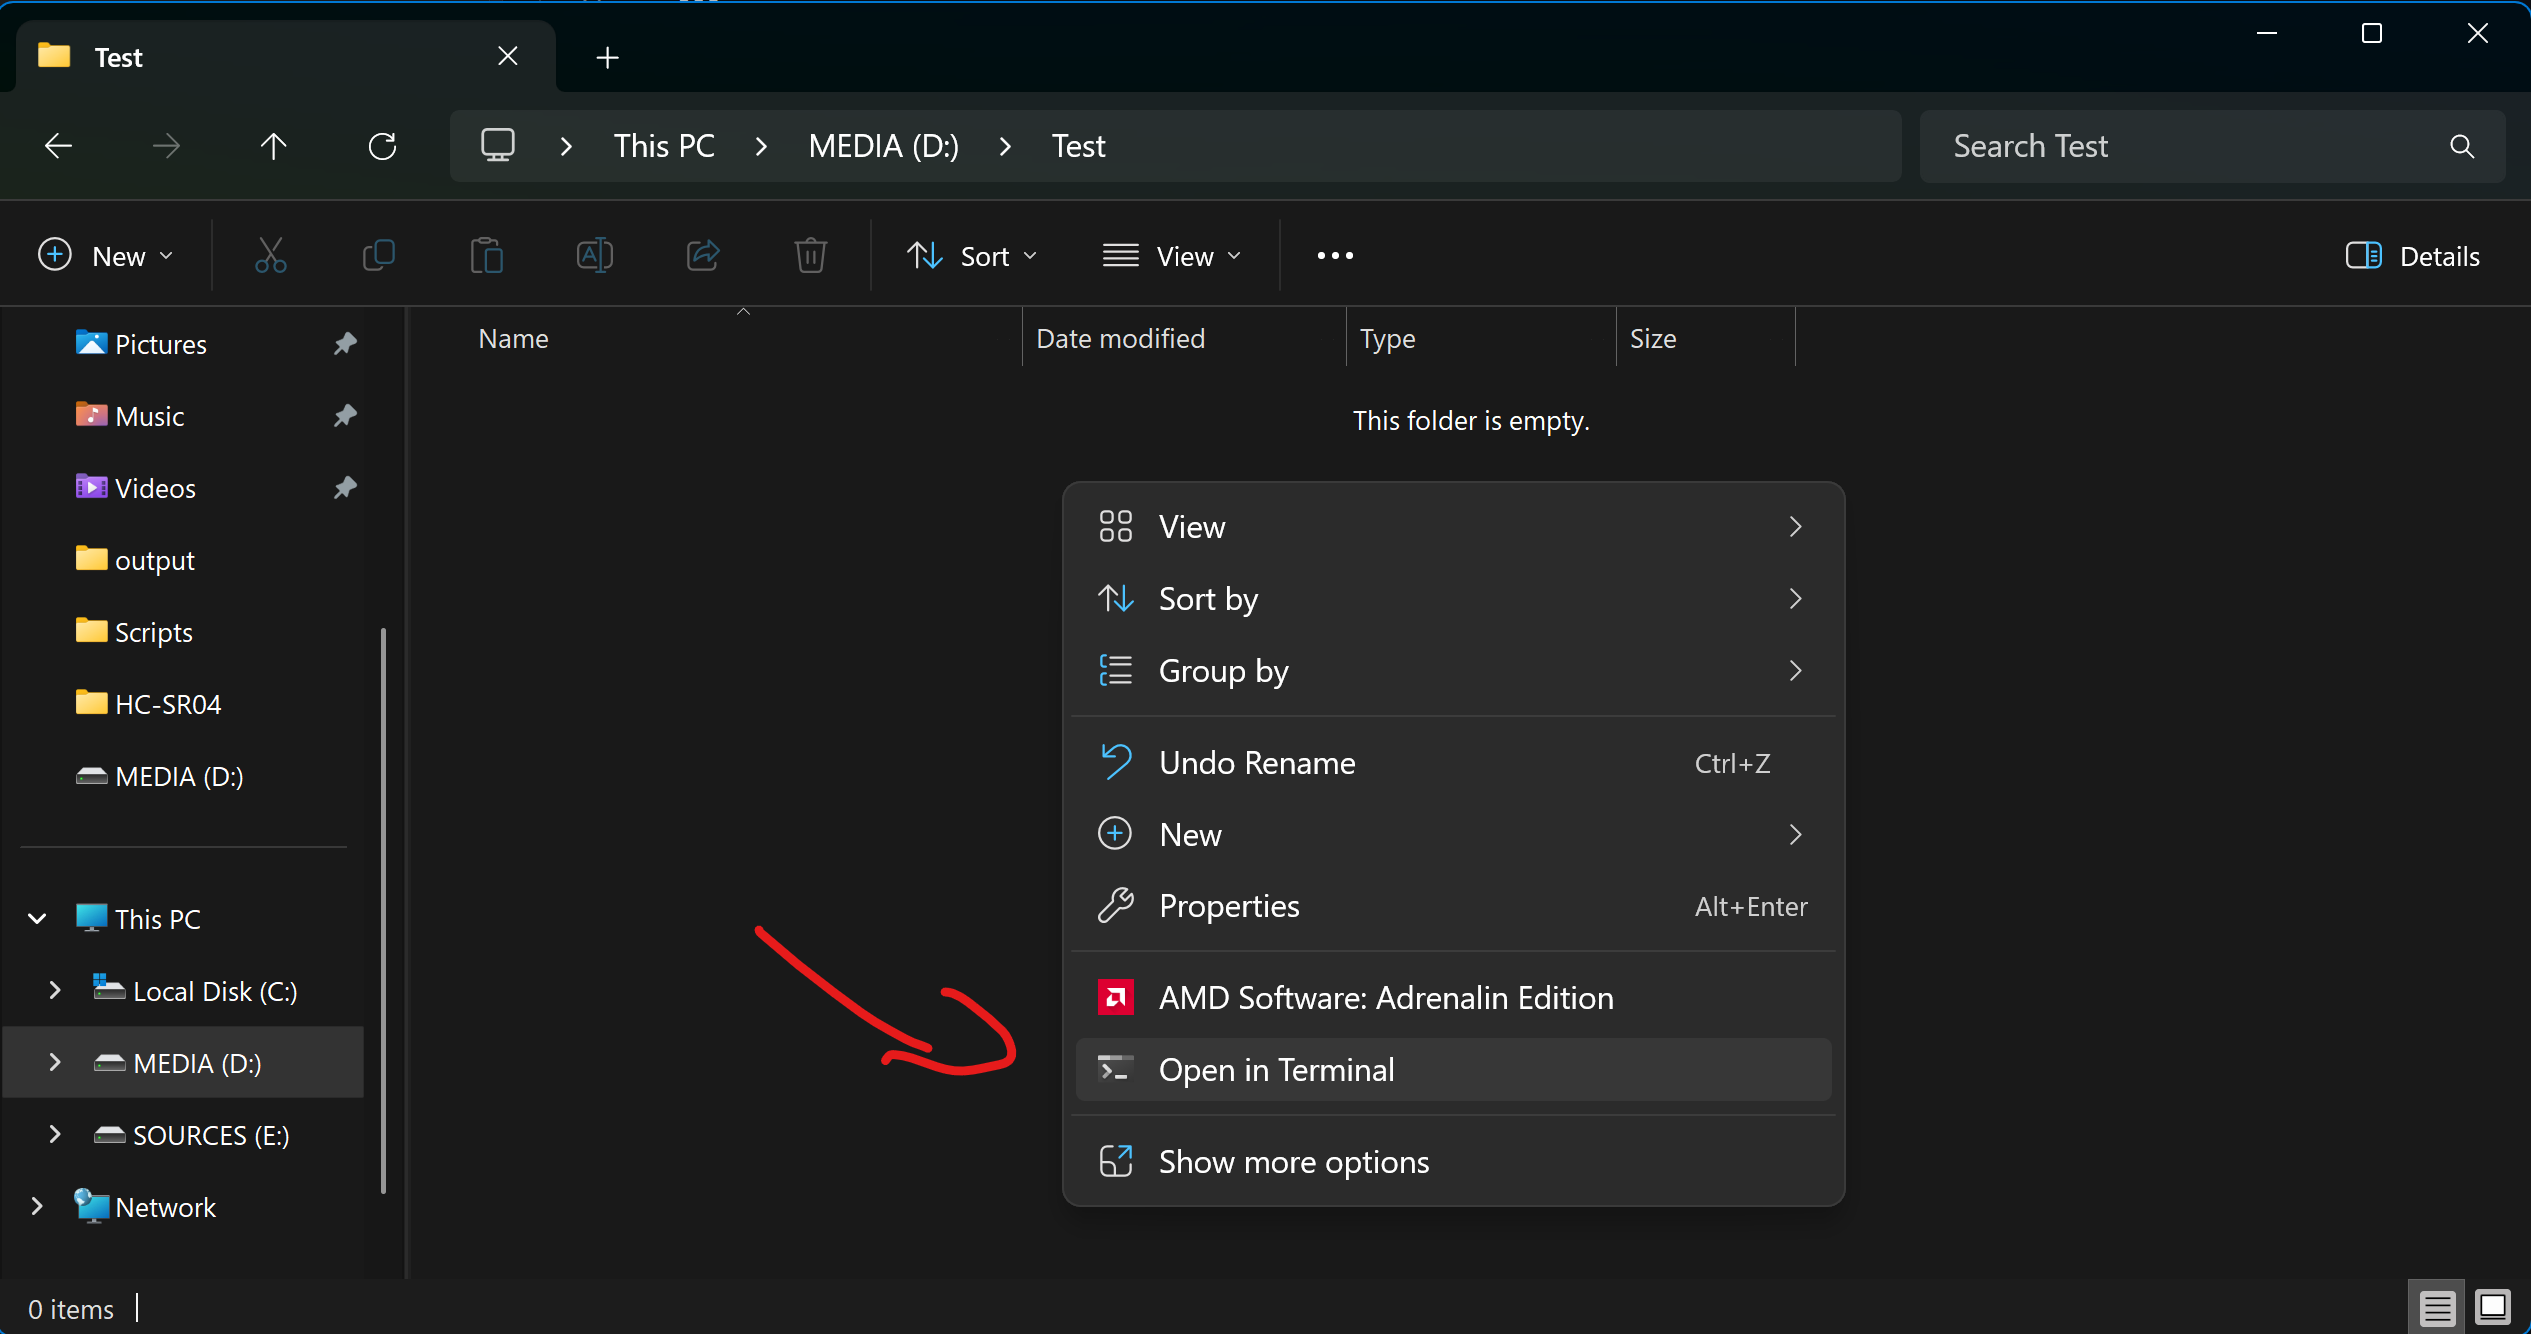 Test
This PC > MEDIA (D:) > Test
Search Test
New
Sort
View
Details
Pictures
Music
Videos
output
Scripts
HC-SR04
MEDIA (D:)
This PC
Local Disk (C:)
MEDIA (D:)
SOURCES (E:)
Network
Name Date modified Type Size
This folder is empty.
View
Sort by
Group by
Undo Rename Ctrl+Z
New
Properties Alt+Enter
AMD Software: Adrenalin Edition
Open in Terminal
Show more options
0 items